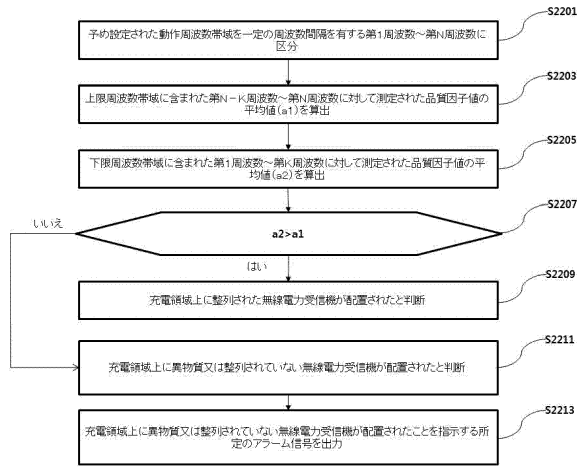 S2201
予め設定された動作周波数帯域を一定の周波数間隔を有する第1周波数～第N周波数に
区分
S2203
上限周波数帯域に含まれた第N－K周波数～第N周波数に対して測定された品質因子値の
平均値(a1)を算出
S2205
下限周波数帯域に含まれた第1周波数～第K周波数に対して測定された品質因子値の平
均値(a2)を算出
S2207
いいえ
a2>a1
はい
S2209
充電領域上に整列された無線電力受信機が配置されたと判断
S2211
充電領域上に異物質又は整列されていない無線電力受信機が配置されたと判断
S2213
充電領域上に異物質又は整列されていない無線電力受信機が配置されたことを指示する所
定のアラーム信号を出力